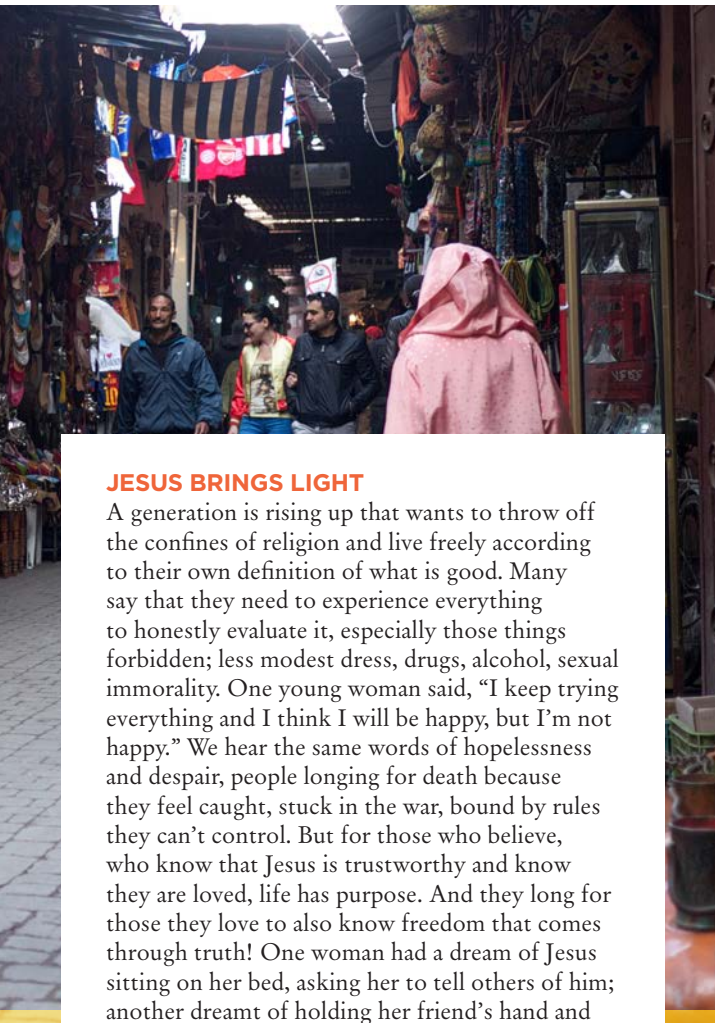 JESUS BRINGS LIGHT
A generation is rising up that wants to throw off
the confines of religion and live freely according
to their own definition of what is good. Many
say that they need to experience everything
to honestly evaluate it, especially those things
forbidden; less modest dress, drugs, alcohol, sexual
immorality. One young woman said, “I keep trying
everything and I think I will be happy, but I’m not
happy.” We hear the same words of hopelessness
and despair, people longing for death because
they feel caught, stuck in the war, bound by rules
they can’t control. But for those who believe,
who know that Jesus is trustworthy and know
they are loved, life has purpose. And they long for
those they love to also know freedom that comes
through truth! One woman had a dream of Jesus
sitting on her bed, asking her to tell others of him;
another dreamt of holding her friend’s hand and